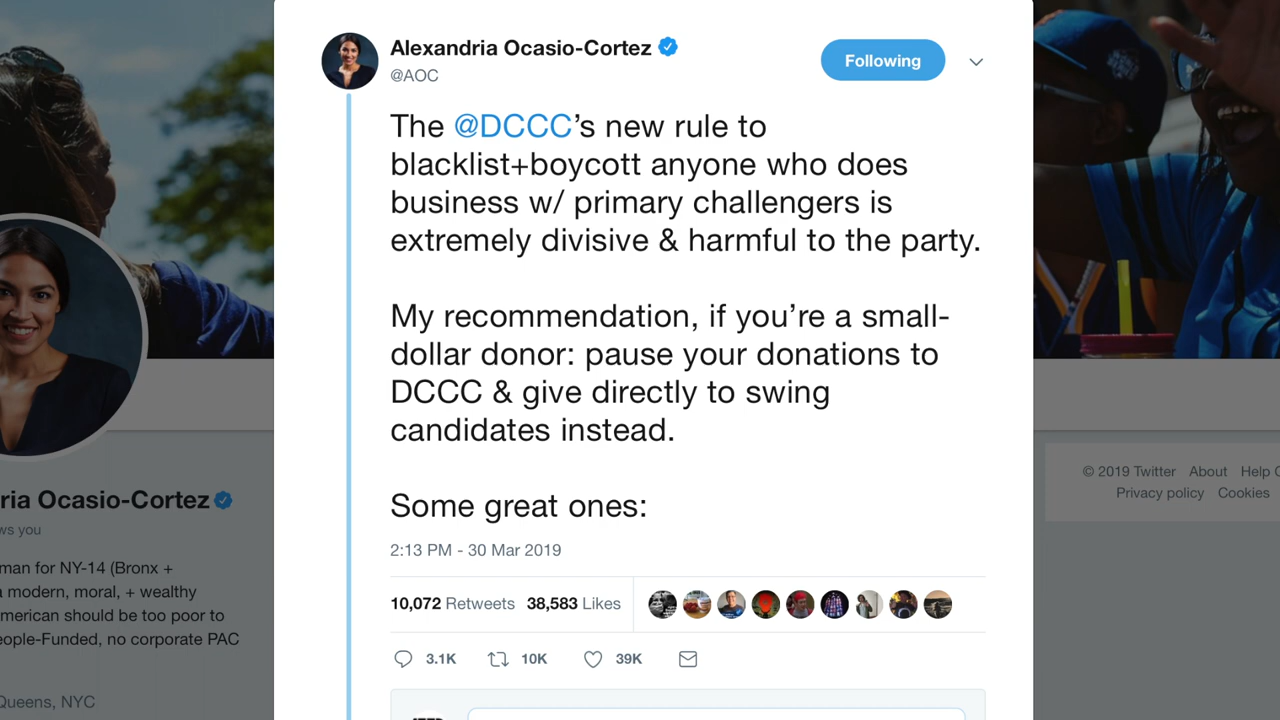 Alexandria Ocasio-Cortez
@AOC
Following
The @DCCC’s new rule to
blacklist+boycott anyone who does
business w/ primary challengers is
extremely divisive & harmful to the party.
My recommendation, if you’re a small-
dollar donor: pause your donations to
DCCC & give directly to swing
candidates instead.
Some great ones:
2:13 PM - 30 Mar 2019
10,072 Retweets 38,583 Likes
3.1K 10K 39K
ria Ocasio-Cortez
ws you
man for NY-14 (Bronx +
modern, moral, + wealthy
merican should be too poor to
eople-Funded, no corporate PAC
Queens, NYC
© 2019 Twitter About Help
Privacy policy Cookies